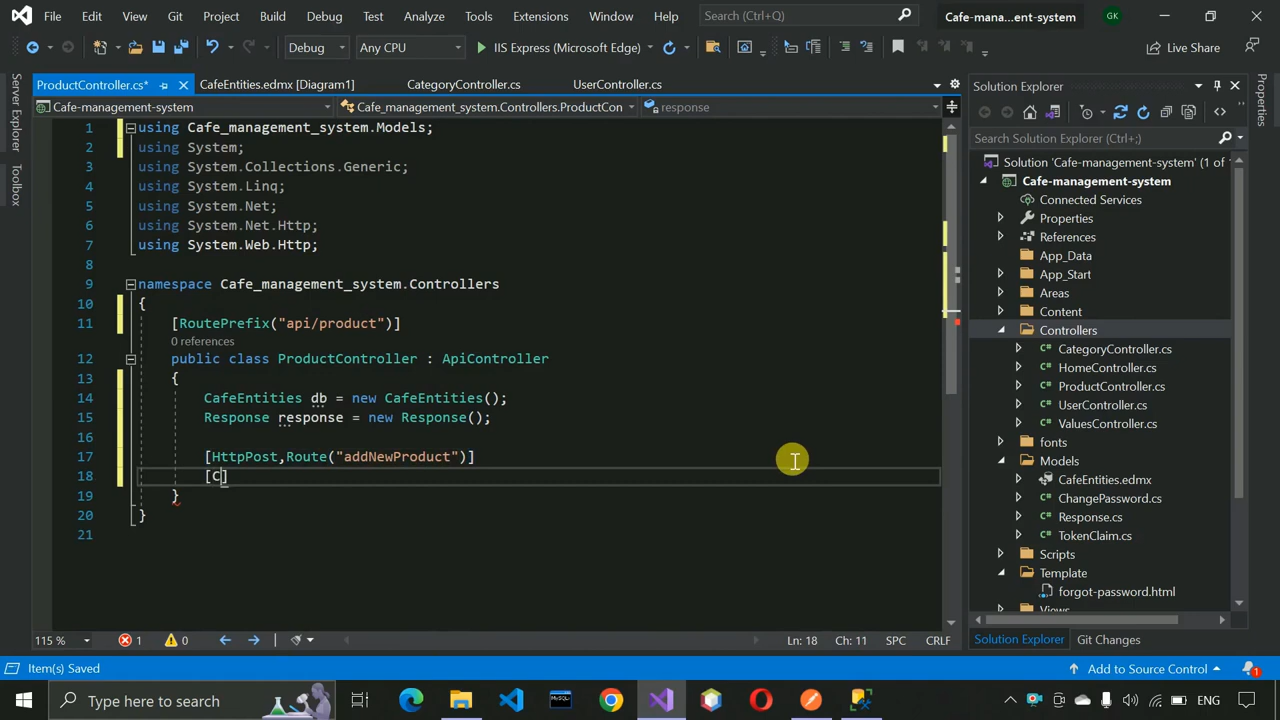 File Edit View Git Project Build Debug Test Analyze Tools Extensions Window Help Search (Ctrl+Q) Cafe-mana...ent-system GK
Debug Any CPU IIS Express (Microsoft Edge) Live Share
ProductController.cs* CafeEntities.edmx [Diagram1] CategoryController.cs UserController.cs
Cafe-management-system Cafe_management_system.Controllers.ProductCon response
Server Explorer
Toolbox
1 using Cafe_management_system.Models;
2 using System;
3 using System.Collections.Generic;
4 using System.Linq;
5 using System.Net;
6 using System.Net.Http;
7 using System.Web.Http;
8
9 namespace Cafe_management_system.Controllers
10 {
11 [RoutePrefix("api/product")]
0 references
12 public class ProductController : ApiController
13 {
14 CafeEntities db = new CafeEntities();
15 Response response = new Response();
16
17 [HttpPost,Route("addNewProduct")]
18 [C]
19 }
20 }
21
115 % 1 0 Ln: 18 Ch: 11 SPC CRLF
Solution Explorer
Search Solution Explorer (Ctrl+;)
Solution 'Cafe-management-system' (1 of 1
Cafe-management-system
Connected Services
Properties
References
App_Data
App_Start
Areas
Content
Controllers
CategoryController.cs
HomeController.cs
ProductController.cs
UserController.cs
ValuesController.cs
fonts
Models
CafeEntities.edmx
ChangePassword.cs
Response.cs
TokenClaim.cs
Scripts
Template
forgot-password.html
Views
Solution Explorer Git Changes
Properties
Item(s) Saved Add to Source Control 1
Type here to search MySQL ENG